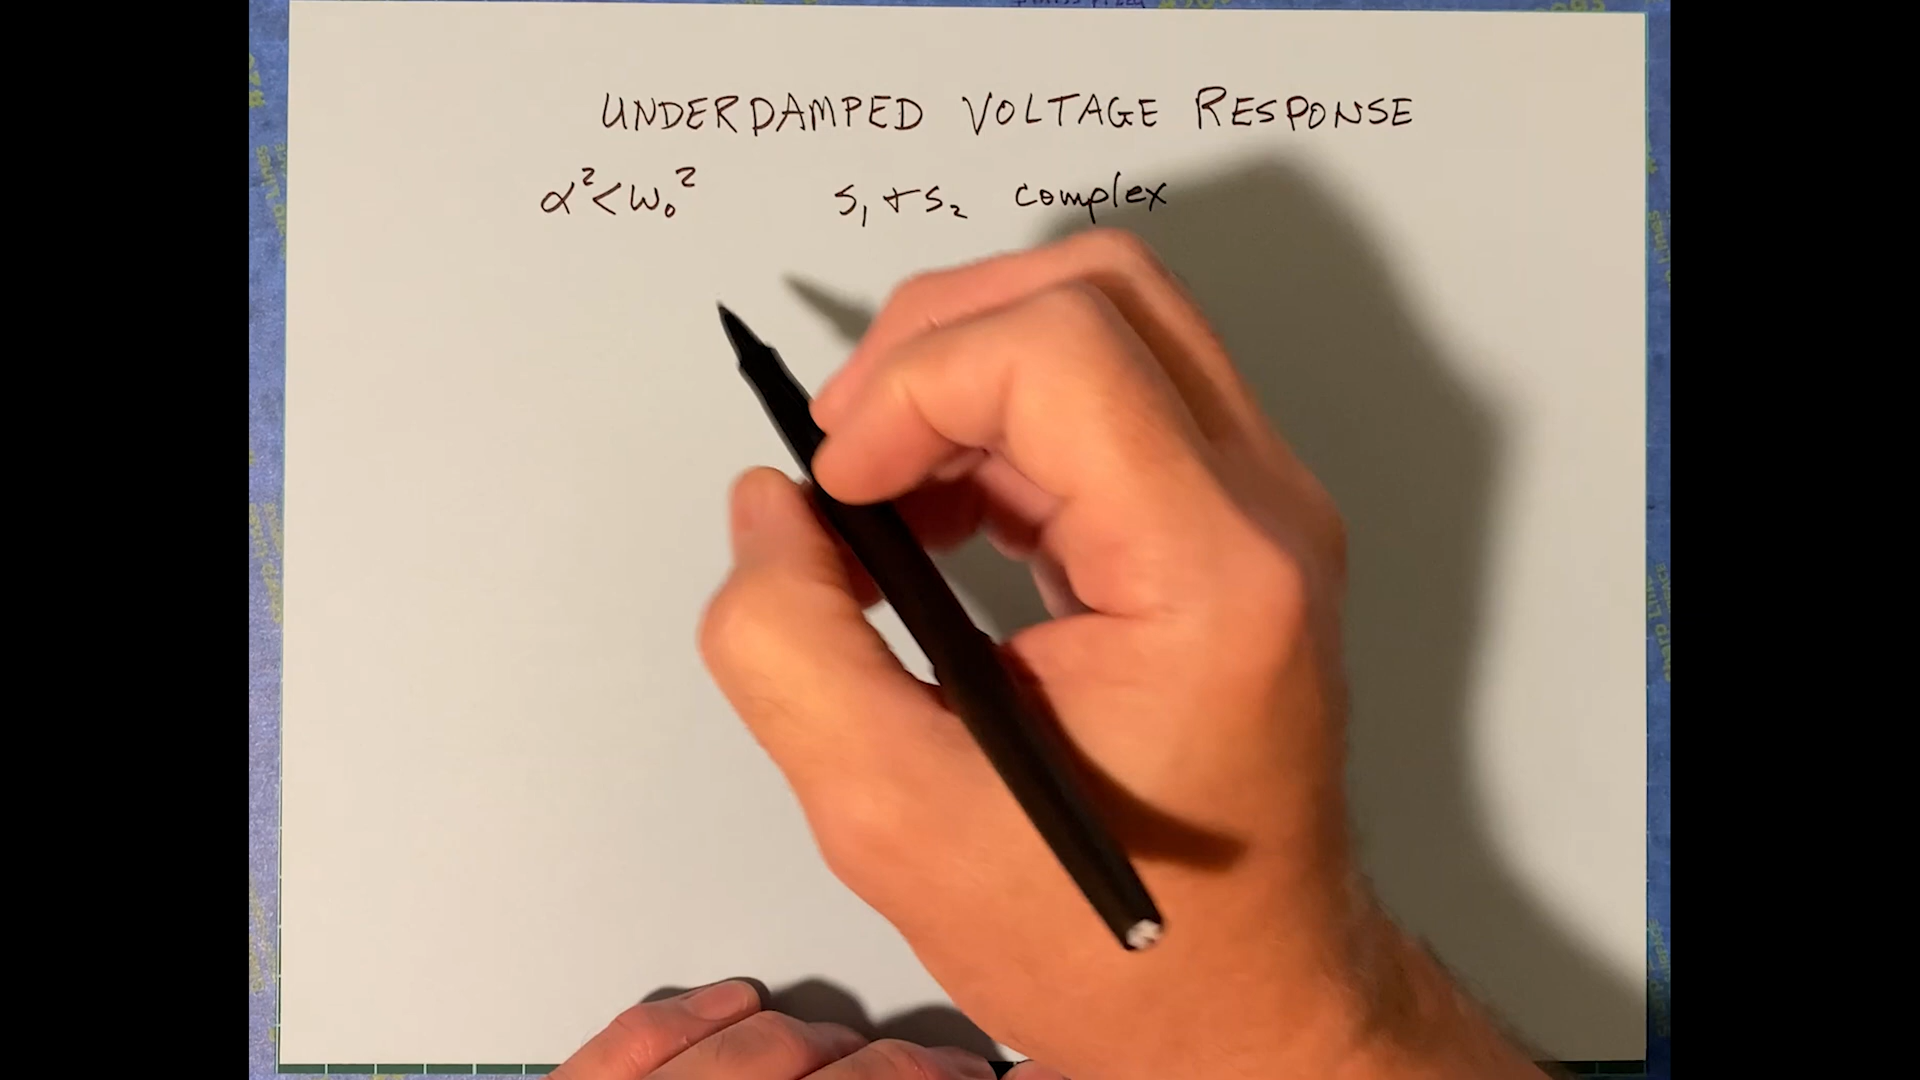 UNDERDAMPED VOLTAGE RESPONSE
α² < ω₀² s₁ + s₂ complex